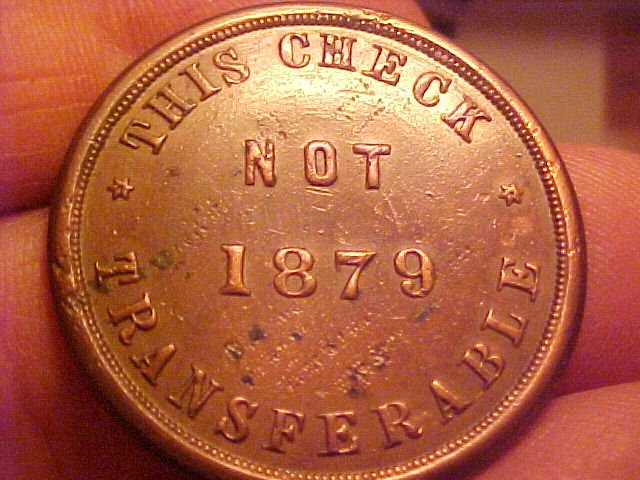 THIS CHECK
NOT
1879
TRANSFERABLE